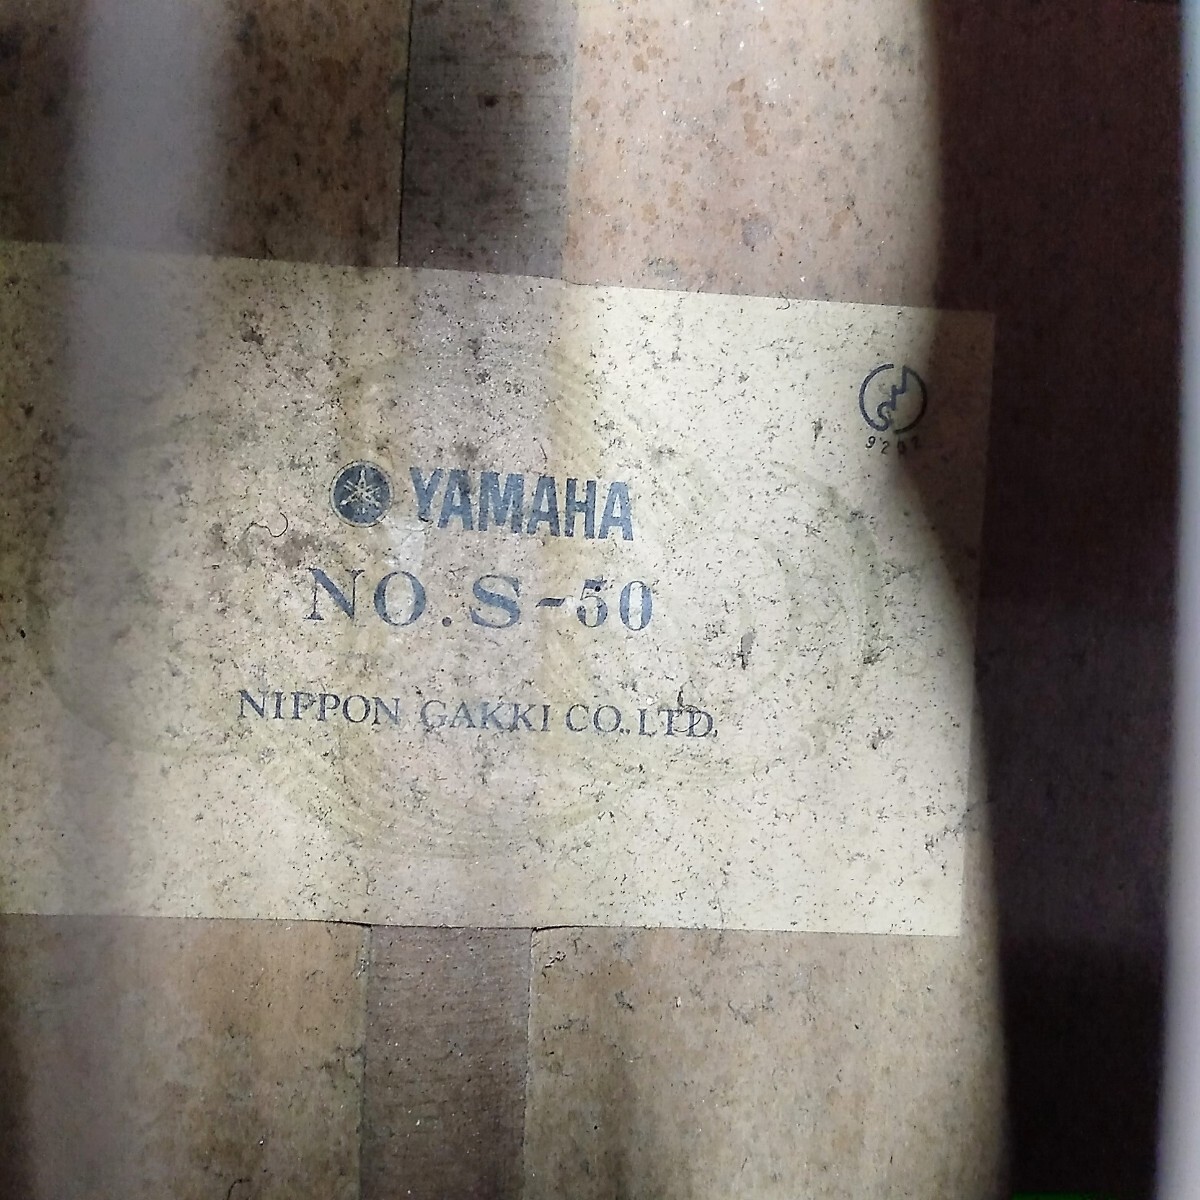 YAMAHA
NO. S-50
NIPPON GAKKI CO., LTD.